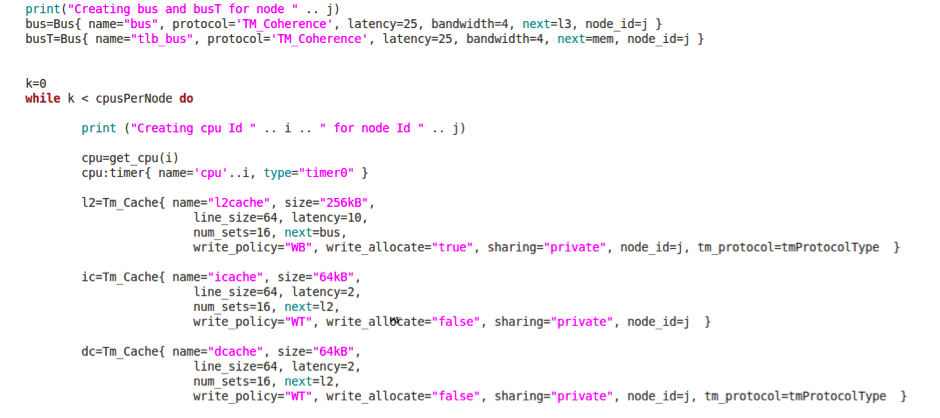 print("Creating bus and busT for node " .. j)
bus=Bus{ name="bus", protocol='TM_Coherence', latency=25, bandwidth=4, next=l3, node_id=j }
busT=Bus{ name="tlb_bus", protocol='TM_Coherence', latency=25, bandwidth=4, next=mem, node_id=j }
k=0
while k < cpusPerNode do
print ("Creating cpu Id " .. i .. " for node Id " .. j)
cpu=get_cpu(i)
cpu:timer{ name='cpu'..i, type="timer0" }
l2=Tm_Cache{ name="l2cache", size="256kB",
line_size=64, latency=10,
num_sets=16, next=bus,
write_policy="WB", write_allocate="true", sharing="private", node_id=j, tm_protocol=tmProtocolType }
ic=Tm_Cache{ name="icache", size="64kB",
line_size=64, latency=2,
num_sets=16, next=l2,
write_policy="WT", write_allocate="false", sharing="private", node_id=j }
dc=Tm_Cache{ name="dcache", size="64kB",
line_size=64, latency=2,
num_sets=16, next=l2,
write_policy="WT", write_allocate="false", sharing="private", node_id=j, tm_protocol=tmProtocolType }